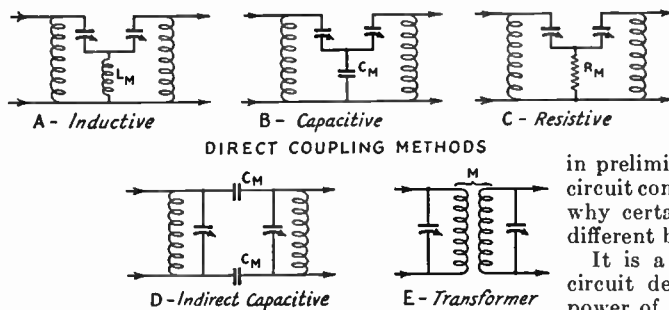 L_M
C_M
R_M
A - Inductive
B - Capacitive
C - Resistive
DIRECT COUPLING METHODS
C_M
M
C_M
D - Indirect Capacitive
E - Transformer
in prelimi
circuit con
why certa
different b
It is a
circuit de
power of